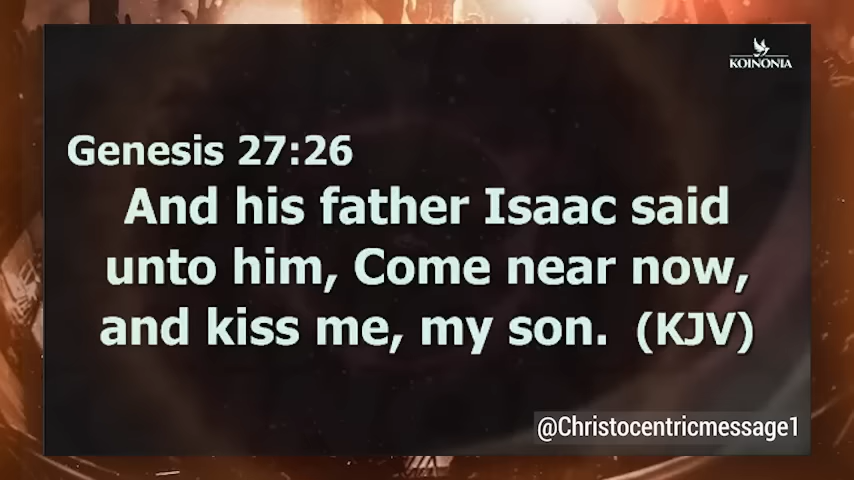 KOINONIA
Genesis 27:26
And his father Isaac said
unto him, Come near now,
and kiss me, my son. (KJV)
@Christocentricmessage1